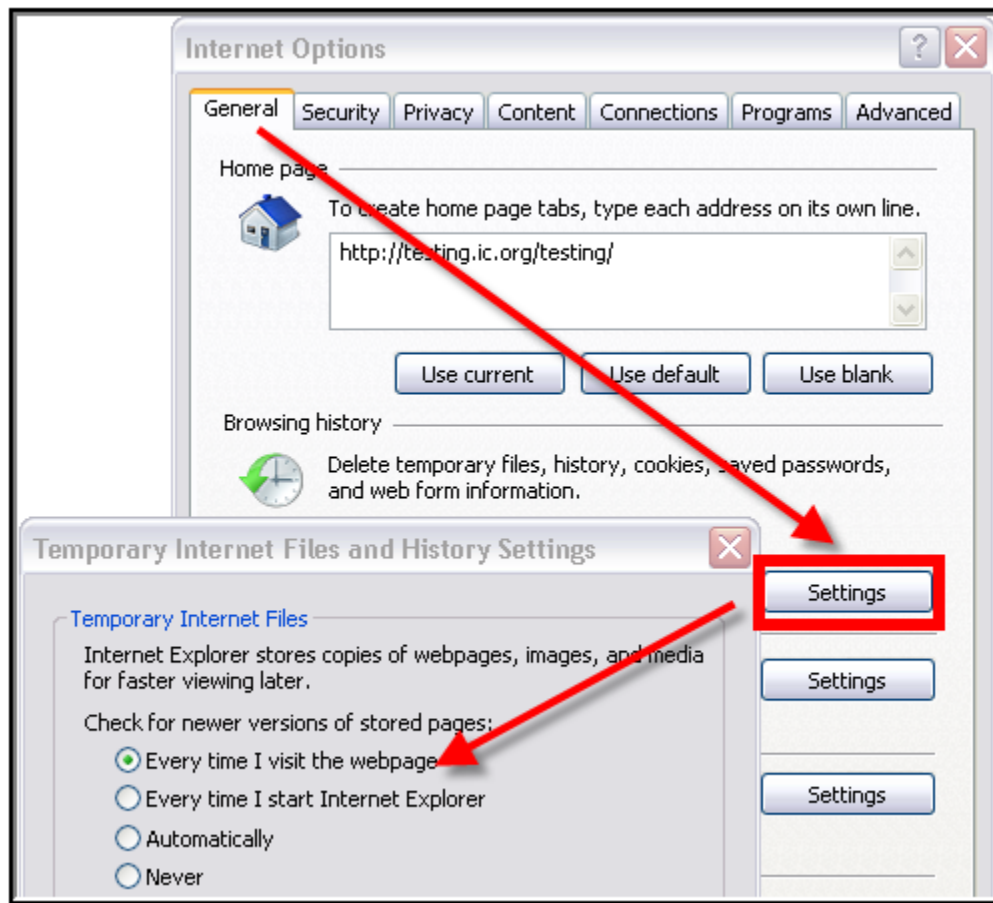 Internet Options
General Security Privacy Content Connections Programs Advanced
Home page
To create home page tabs, type each address on its own line.
http://testing.ic.org/testing/
Use current Use default Use blank
Browsing history
Delete temporary files, history, cookies, saved passwords,
and web form information.
Settings
Settings
Settings
Temporary Internet Files and History Settings
Temporary Internet Files
Internet Explorer stores copies of webpages, images, and media
for faster viewing later.
Check for newer versions of stored pages:
Every time I visit the webpage
Every time I start Internet Explorer
Automatically
Never